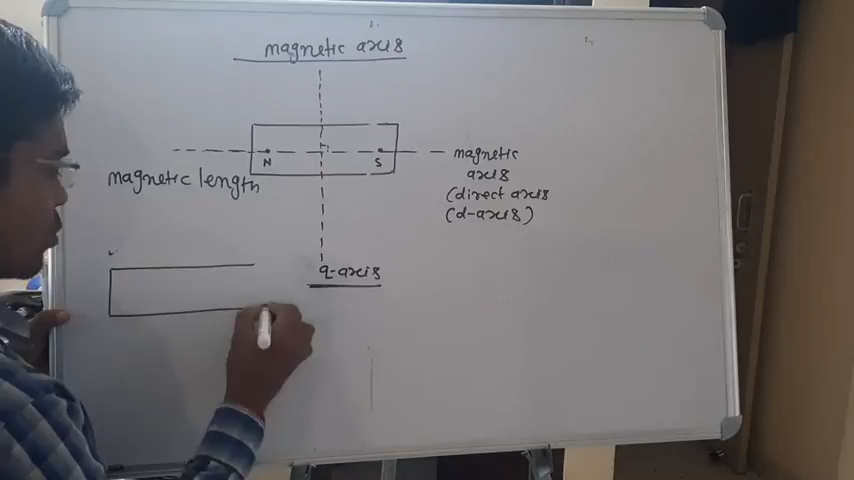 magnetic axis
N
S
magnetic
axis
(direct axis
(d-axis)
magnetic length
q-axis